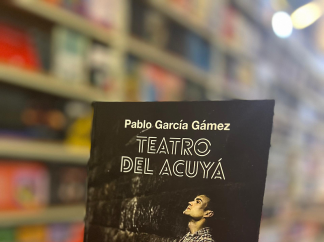 Pablo García Gámez
TEATRO
DEL ACUYÁ